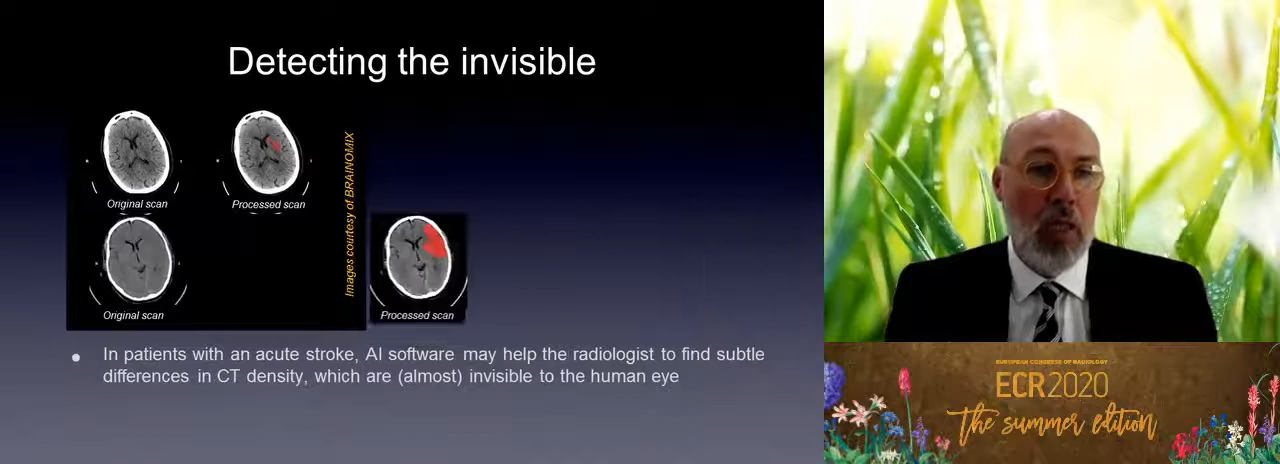 Detecting the invisible
Original scan
Processed scan
Images courtesy of BRAINOMIX
Original scan
Processed scan
In patients with an acute stroke, AI software may help the radiologist to find subtle
differences in CT density, which are (almost) invisible to the human eye
EUROPEAN CONGRESS OF RADIOLOGY
ECR2020
the summer edition